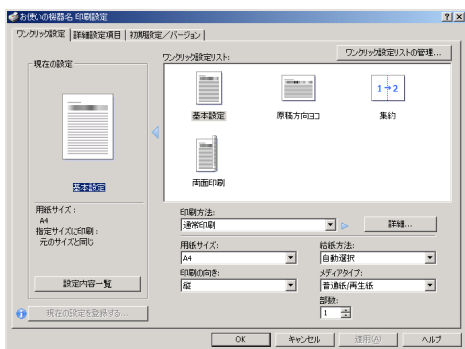 お使いの機器名 印刷設定
ワンクリック設定 詳細設定項目 初期設定/バージョン
ワンクリック設定リスト:
ワンクリック設定リストの管理...
現在の設定
基本設定
原稿方向ヨコ
1→2
集約
両面印刷
基本設定
用紙サイズ:
A4
指定サイズに印刷:
元のサイズと同じ
設定内容一覧
現在の設定を登録する...
印刷方法:
通常印刷
詳細...
用紙サイズ:
A4
給紙方法:
自動選択
印刷の向き:
縦
メディアタイプ:
普通紙/再生紙
部数:
1
OK
キャンセル
適用(A)
ヘルプ